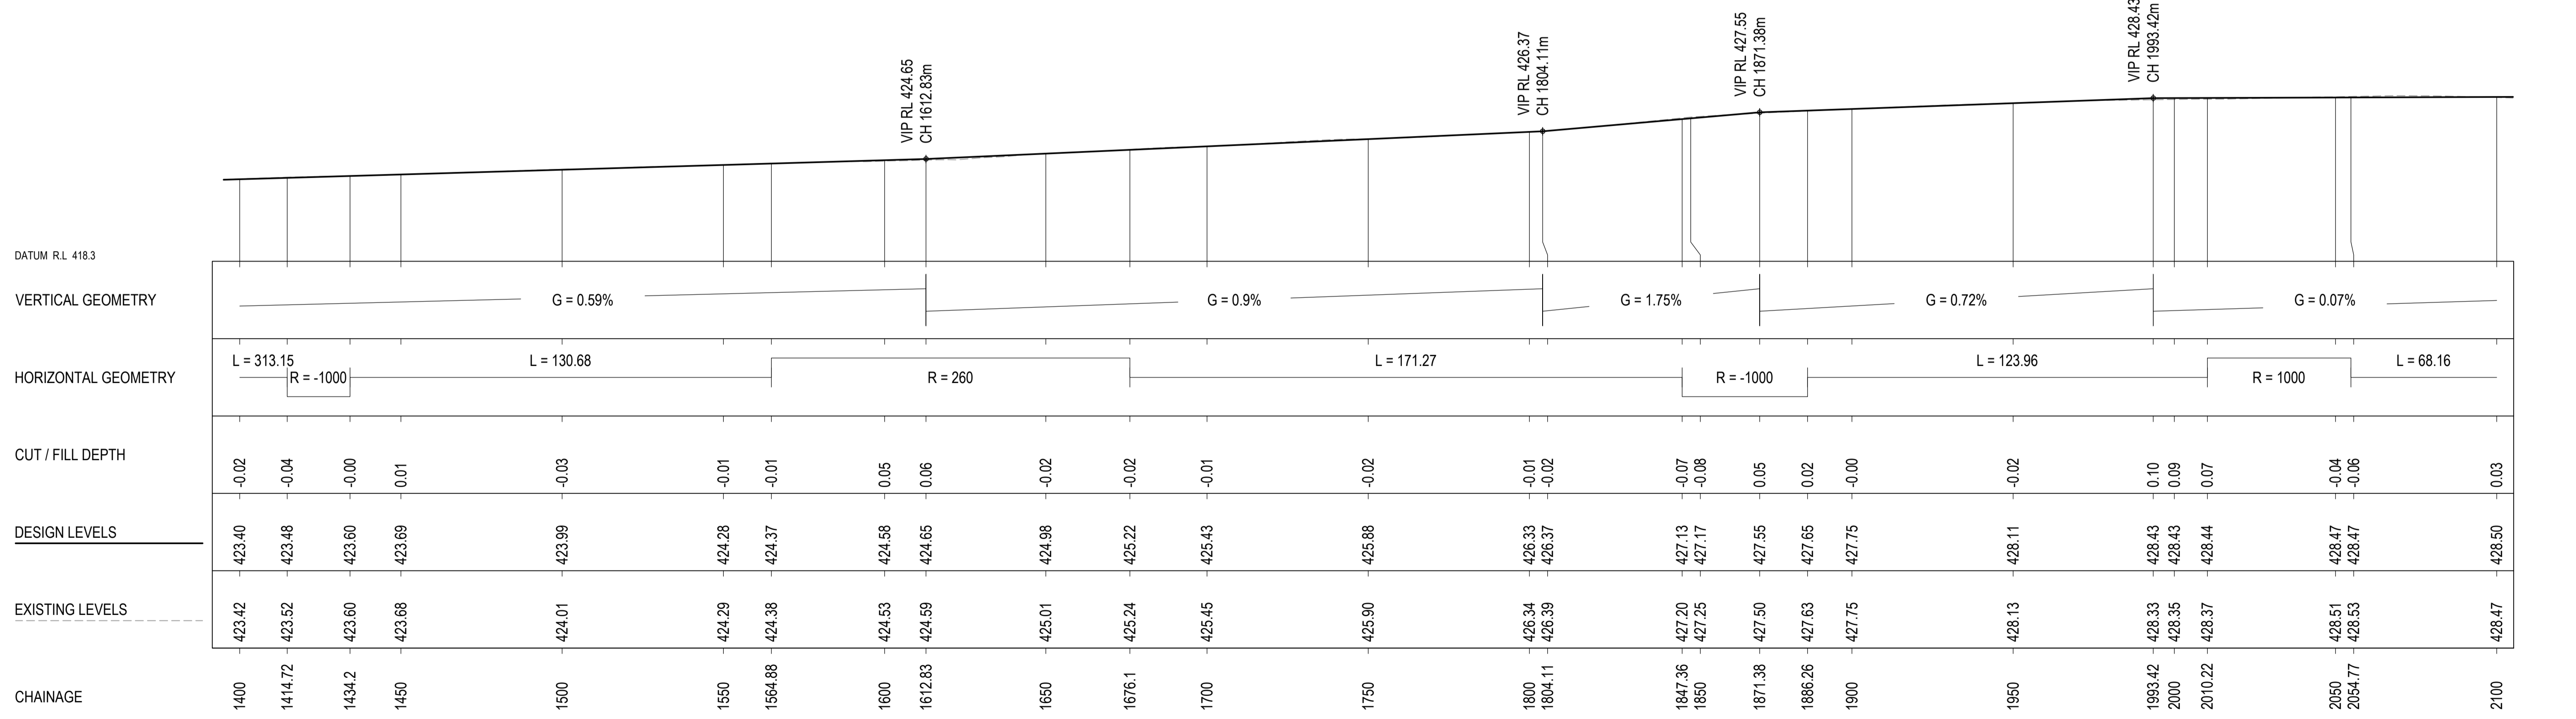 VIP RL 424.65
CH 1612.83m
VIP RL 426.37
CH 1804.11m
VIP RL 427.55
CH 1871.38m
VIP RL 428.43
CH 1993.42m
DATUM R.L 418.3
VERTICAL GEOMETRY G = 0.59% G = 0.9% G = 1.75% G = 0.72% G = 0.07%
L = 313.15 L = 130.68 L = 171.27 L = 123.96 L = 68.16
HORIZONTAL GEOMETRY R = -1000 R = 260 R = -1000 R = 1000
CUT / FILL DEPTH -0.02 -0.04 -0.00 0.01 -0.03 -0.01 -0.01 0.05 0.06 -0.02 -0.02 -0.01 -0.02 -0.01 -0.02 -0.07 -0.08 0.05 0.02 -0.00 -0.02 0.10 0.09 0.07 -0.04 -0.06 0.03
DESIGN LEVELS 423.40 423.48 423.60 423.69 423.99 424.28 424.37 424.58 424.65 424.98 425.22 425.43 425.88 426.33 426.37 427.13 427.17 427.55 427.65 427.75 428.11 428.43 428.43 428.44 428.47 428.47 428.50
EXISTING LEVELS 423.42 423.52 423.60 423.68 424.01 424.29 424.38 424.53 424.59 425.01 425.24 425.45 425.90 426.34 426.39 427.20 427.25 427.50 427.63 427.75 428.13 428.33 428.35 428.37 428.51 428.53 428.47
CHAINAGE 1400 1414.72 1434.2 1450 1500 1550 1564.88 1600 1612.83 1650 1676.1 1700 1750 1800 1804.11 1847.36 1850 1871.38 1886.26 1900 1950 1993.42 2000 2010.22 2050 2054.77 2100